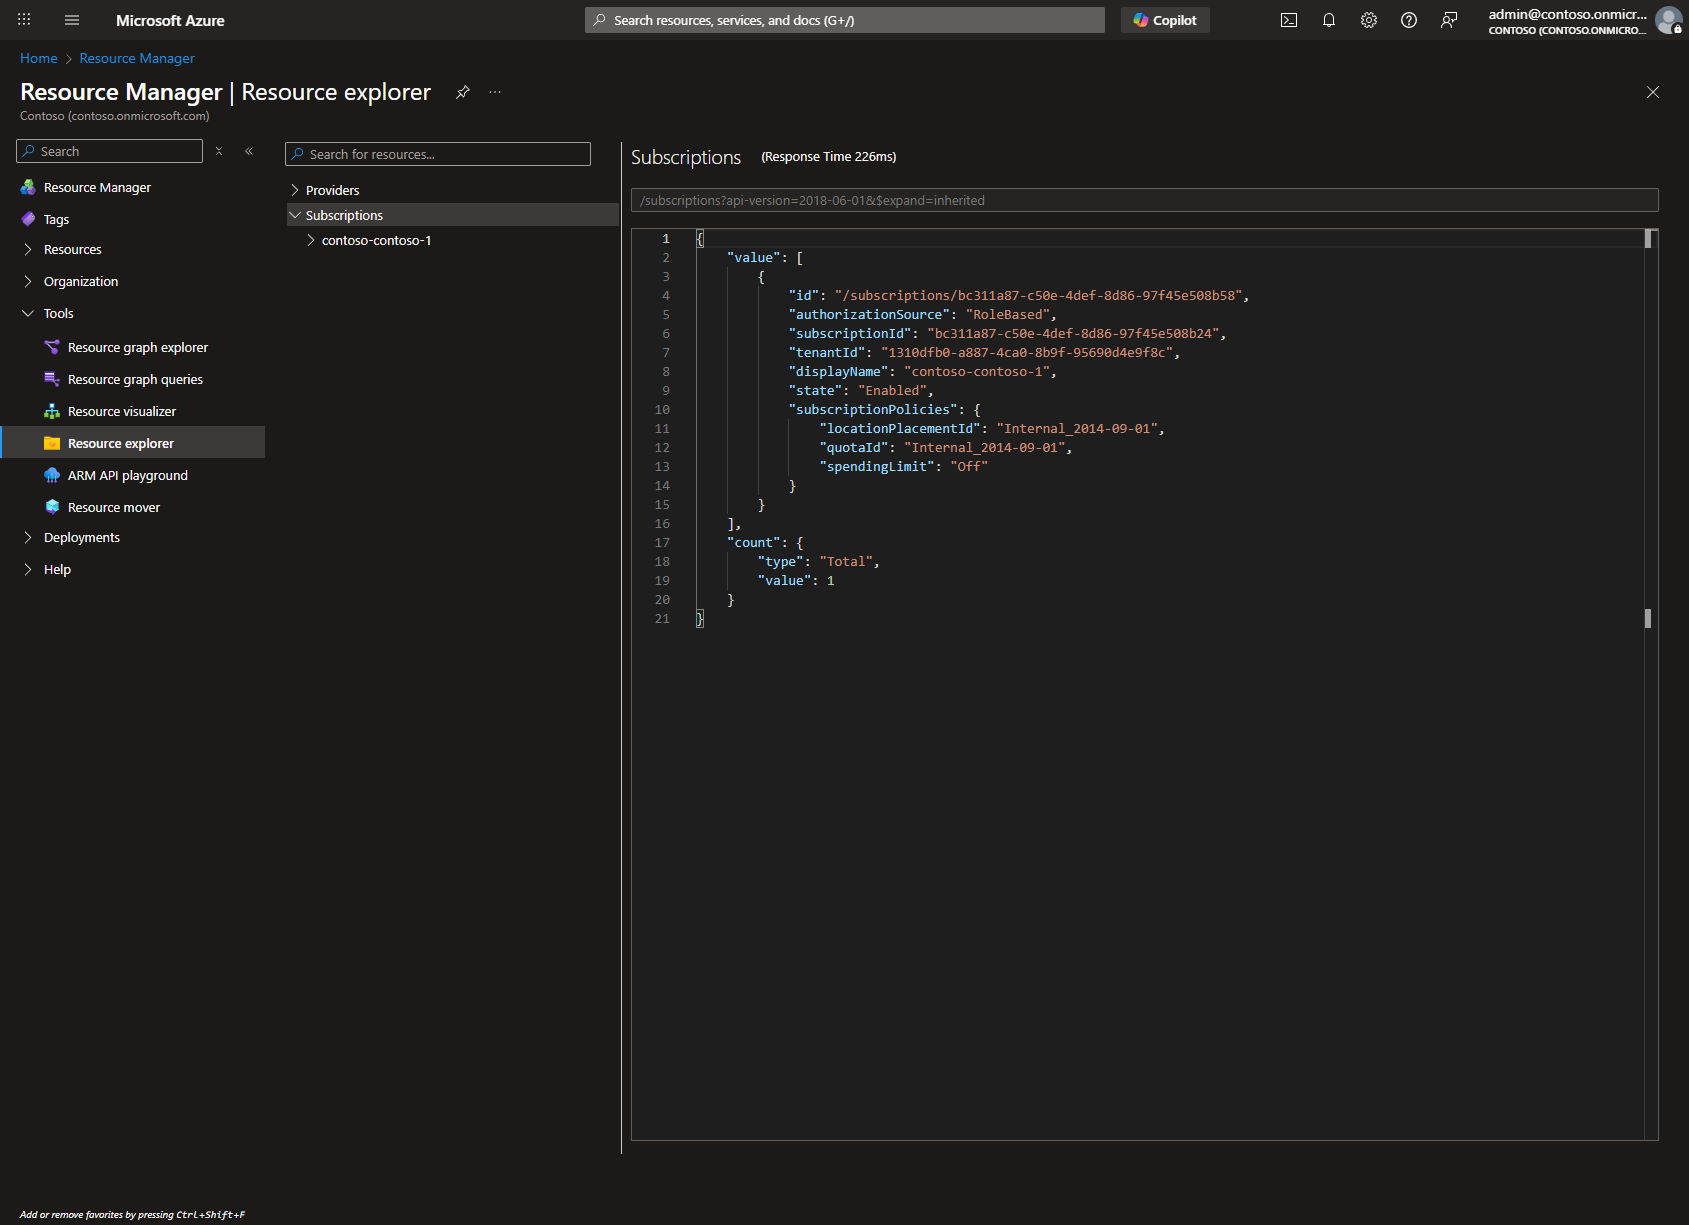 Microsoft Azure
Search resources, services, and docs (G+/)
Copilot
admin@contoso.onmicr...
CONTOSO (CONTOSO.ONMICRO...
Home > Resource Manager
Resource Manager | Resource explorer
Contoso (contoso.onmicrosoft.com)
Search
Resource Manager
Tags
Resources
Organization
Tools
Resource graph explorer
Resource graph queries
Resource visualizer
Resource explorer
ARM API playground
Resource mover
Deployments
Help
Search for resources...
Providers
Subscriptions
contoso-contoso-1
Subscriptions (Response Time 226ms)
/subscriptions?api-version=2018-06-01&$expand=inherited
1 {
2 "value": [
3 {
4 "id": "/subscriptions/bc311a87-c50e-4def-8d86-97f45e508b58",
5 "authorizationSource": "RoleBased",
6 "subscriptionId": "bc311a87-c50e-4def-8d86-97f45e508b24",
7 "tenantId": "1310dfb0-a887-4ca0-8b9f-95690d4e9f8c",
8 "displayName": "contoso-contoso-1",
9 "state": "Enabled",
10 "subscriptionPolicies": {
11 "locationPlacementId": "Internal_2014-09-01",
12 "quotaId": "Internal_2014-09-01",
13 "spendingLimit": "Off"
14 }
15 }
16 ],
17 "count": {
18 "type": "Total",
19 "value": 1
20 }
21 }
Add or remove favorites by pressing Ctrl+Shift+F